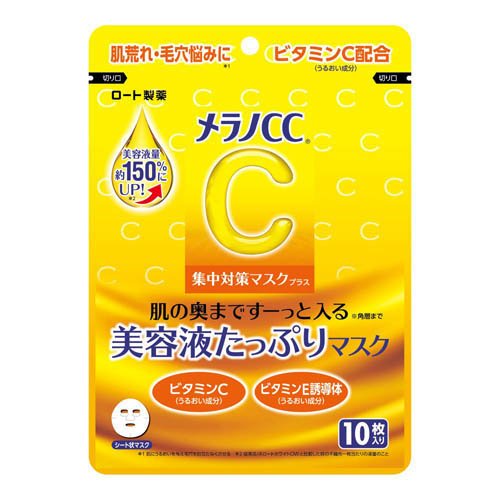 肌荒れ・毛穴悩みに
※1
ビタミンC配合
(うるおい成分)
切り口
切り口
ロート製薬
メラノCC®
美容液量
約150%に
UP!
※2
C
集中対策マスクプラス
肌の奥まですーっと入る ※角層まで
美容液たっぷりマスク
ビタミンC
(うるおい成分)
ビタミンE誘導体
(うるおい成分)
シート状マスク
10枚入り